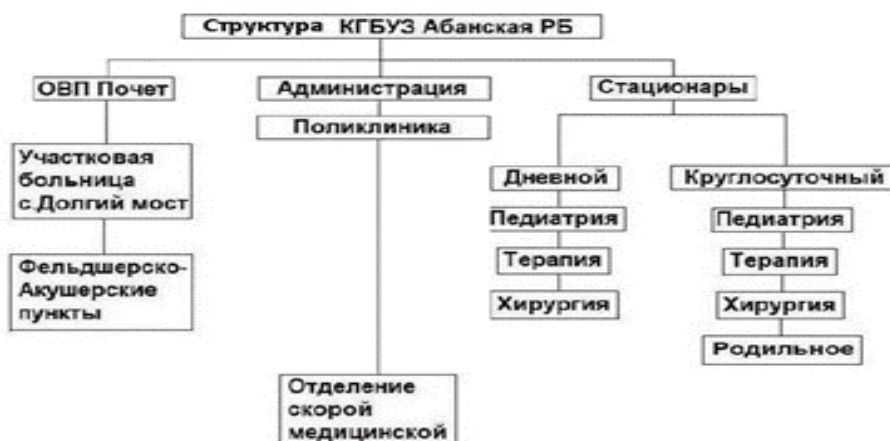 Структура КГБУЗ Абанская РБ
ОВП Почет
Администрация
Стационары
Поликлиника
Участковая
больница
с.Долгий мост
Дневной
Круглосуточный
Педиатрия
Педиатрия
Фельдшерско-
Акушерские
пункты
Терапия
Терапия
Хирургия
Хирургия
Родильное
Отделение
скорой
медицинской